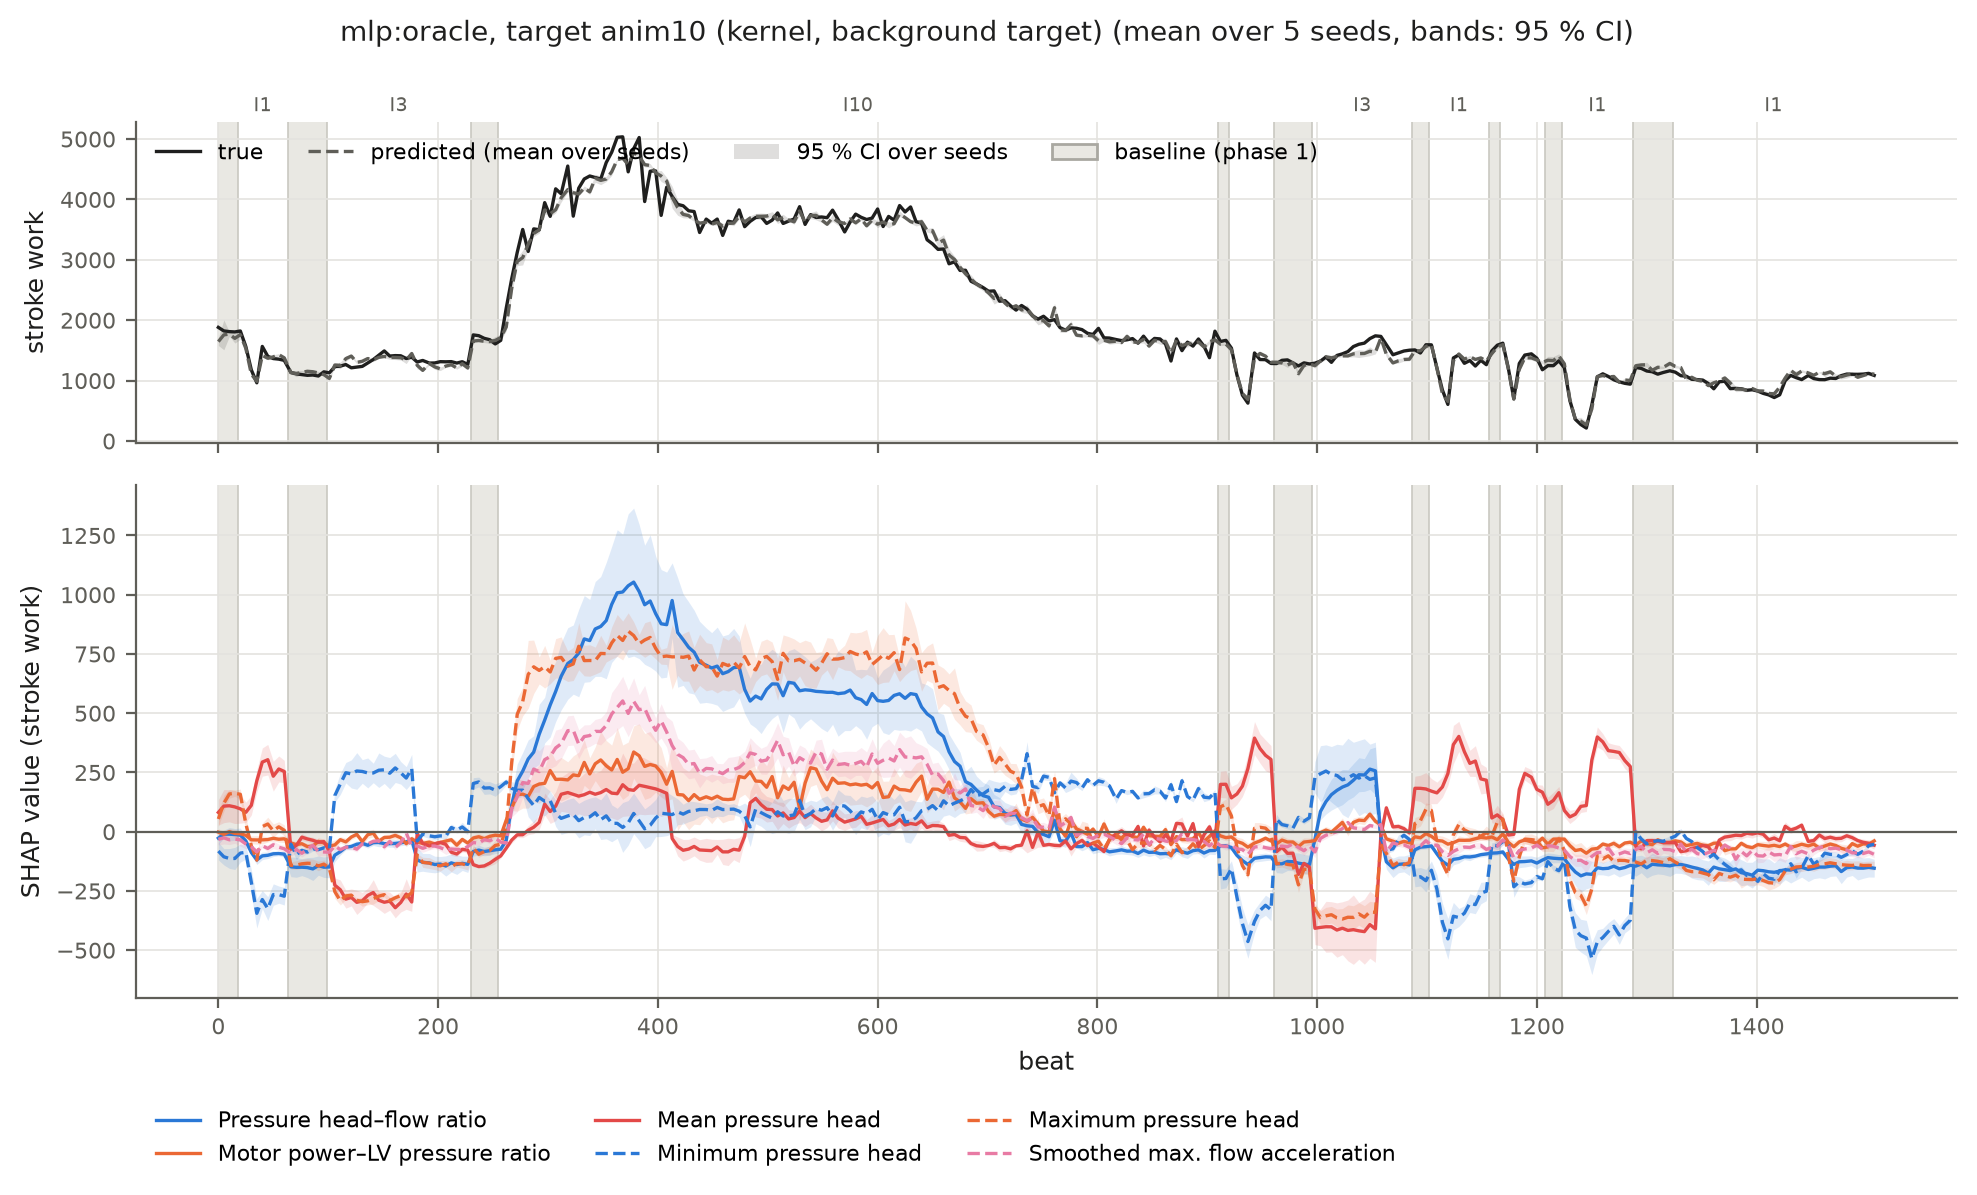 mlp:oracle, target anim10 (kernel, background target) (mean over 5 seeds, bands: 95 % CI)
I1 I3 I10 I3 I1 I1 I1
true predicted (mean over seeds) 95 % CI over seeds baseline (phase 1)
5000
4000
3000
2000
1000
0
stroke work
1250
1000
750
500
250
0
−250
−500
SHAP value (stroke work)
0 200 400 600 800 1000 1200 1400
beat
Pressure head–flow ratio Mean pressure head Maximum pressure head
Motor power–LV pressure ratio Minimum pressure head Smoothed max. flow acceleration